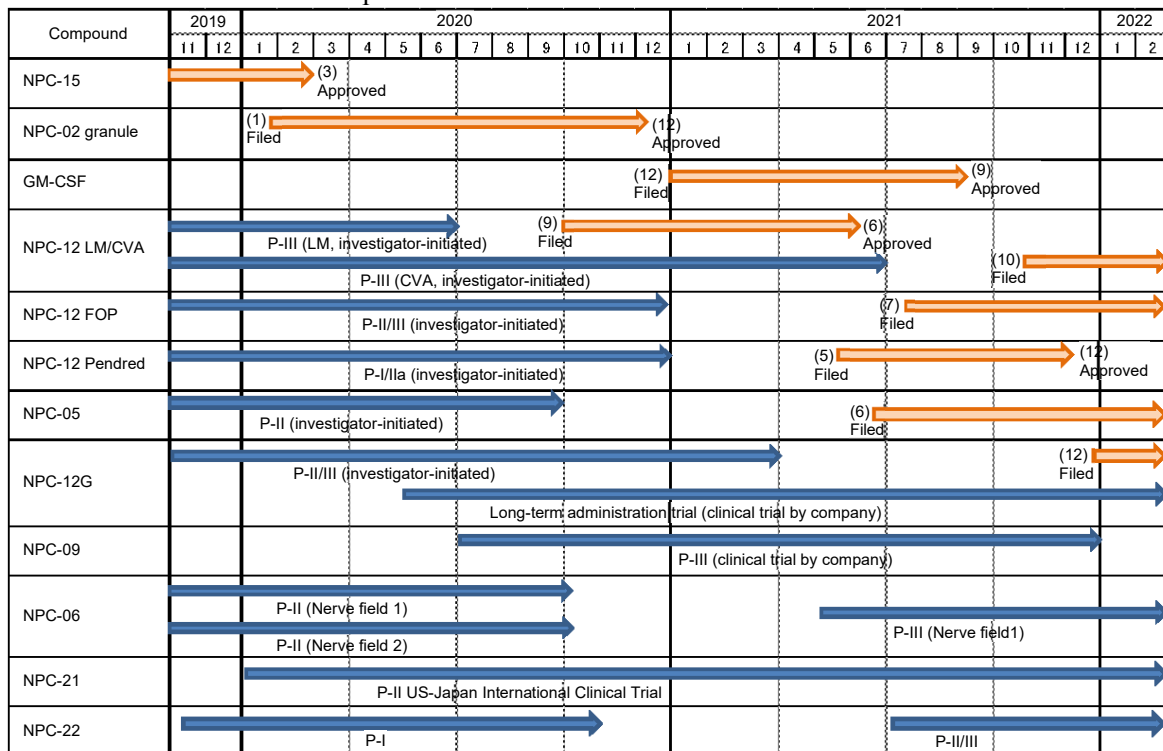 Compound 2019 2020 2021 2022
11 12 1 2 3 4 5 6 7 8 9 10 11 12 1 2 3 4 5 6 7 8 9 10 11 12 1 2
NPC-15
(3)
Approved
NPC-02 granule
(1)
Filed
(12)
Approved
GM-CSF
(12)
Filed
(9)
Approved
NPC-12 LM/CVA
P-III (LM, investigator-initiated)
(9)
Filed
(6)
Approved
P-III (CVA, investigator-initiated)
(10)
Filed
NPC-12 FOP
P-II/III (investigator-initiated)
(7)
Filed
NPC-12 Pendred
P-I/IIa (investigator-initiated)
(5)
Filed
(12)
Approved
NPC-05
P-II (investigator-initiated)
(6)
Filed
NPC-12G
P-II/III (investigator-initiated)
(12)
Filed
Long-term administration trial (clinical trial by company)
NPC-09
P-III (clinical trial by company)
NPC-06
P-II (Nerve field 1)
P-II (Nerve field 2)
P-III (Nerve field1)
NPC-21
P-II US-Japan International Clinical Trial
NPC-22
P-I
P-II/III